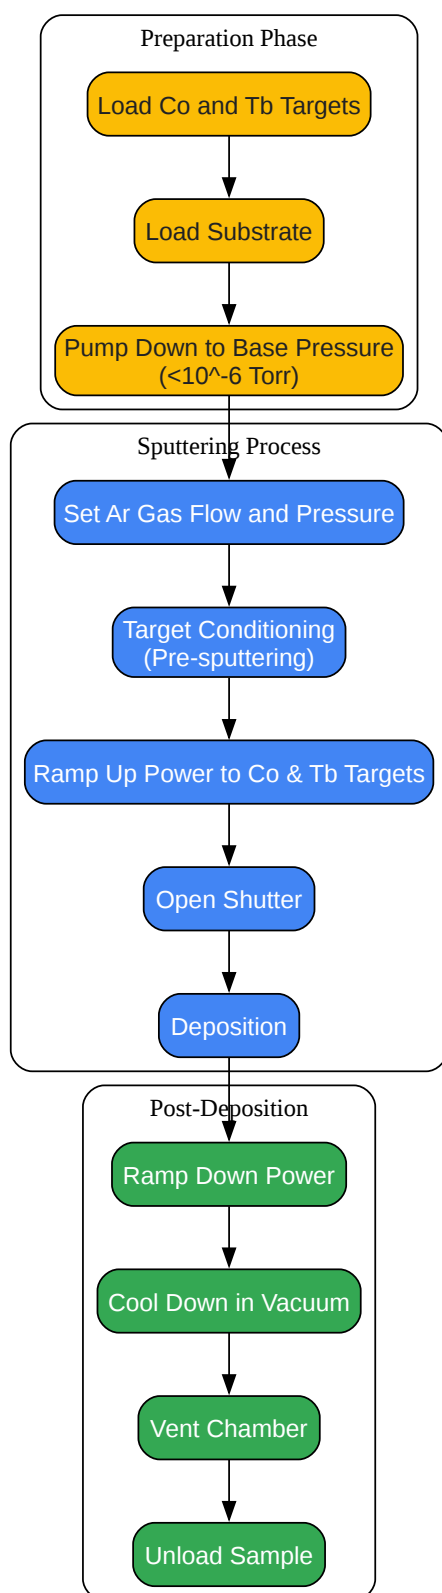 Preparation Phase
Load Co and Tb Targets
Load Substrate
Pump Down to Base Pressure
(<10^-6 Torr)
Sputtering Process
Set Ar Gas Flow and Pressure
Target Conditioning
(Pre-sputtering)
Ramp Up Power to Co & Tb Targets
Open Shutter
Deposition
Post-Deposition
Ramp Down Power
Cool Down in Vacuum
Vent Chamber
Unload Sample